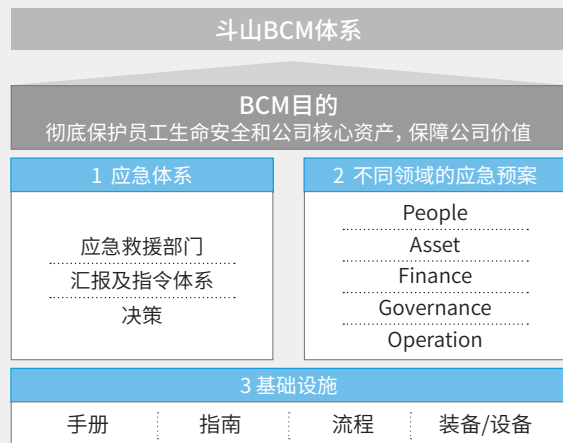 斗山BCM体系
BCM目的
彻底保护员工生命安全和公司核心资产，保障公司价值
1 应急体系
应急救援部门
汇报及指令体系
决策
2 不同领域的应急预案
People
Asset
Finance
Governance
Operation
3 基础设施
手册 指南 流程 装备/设备